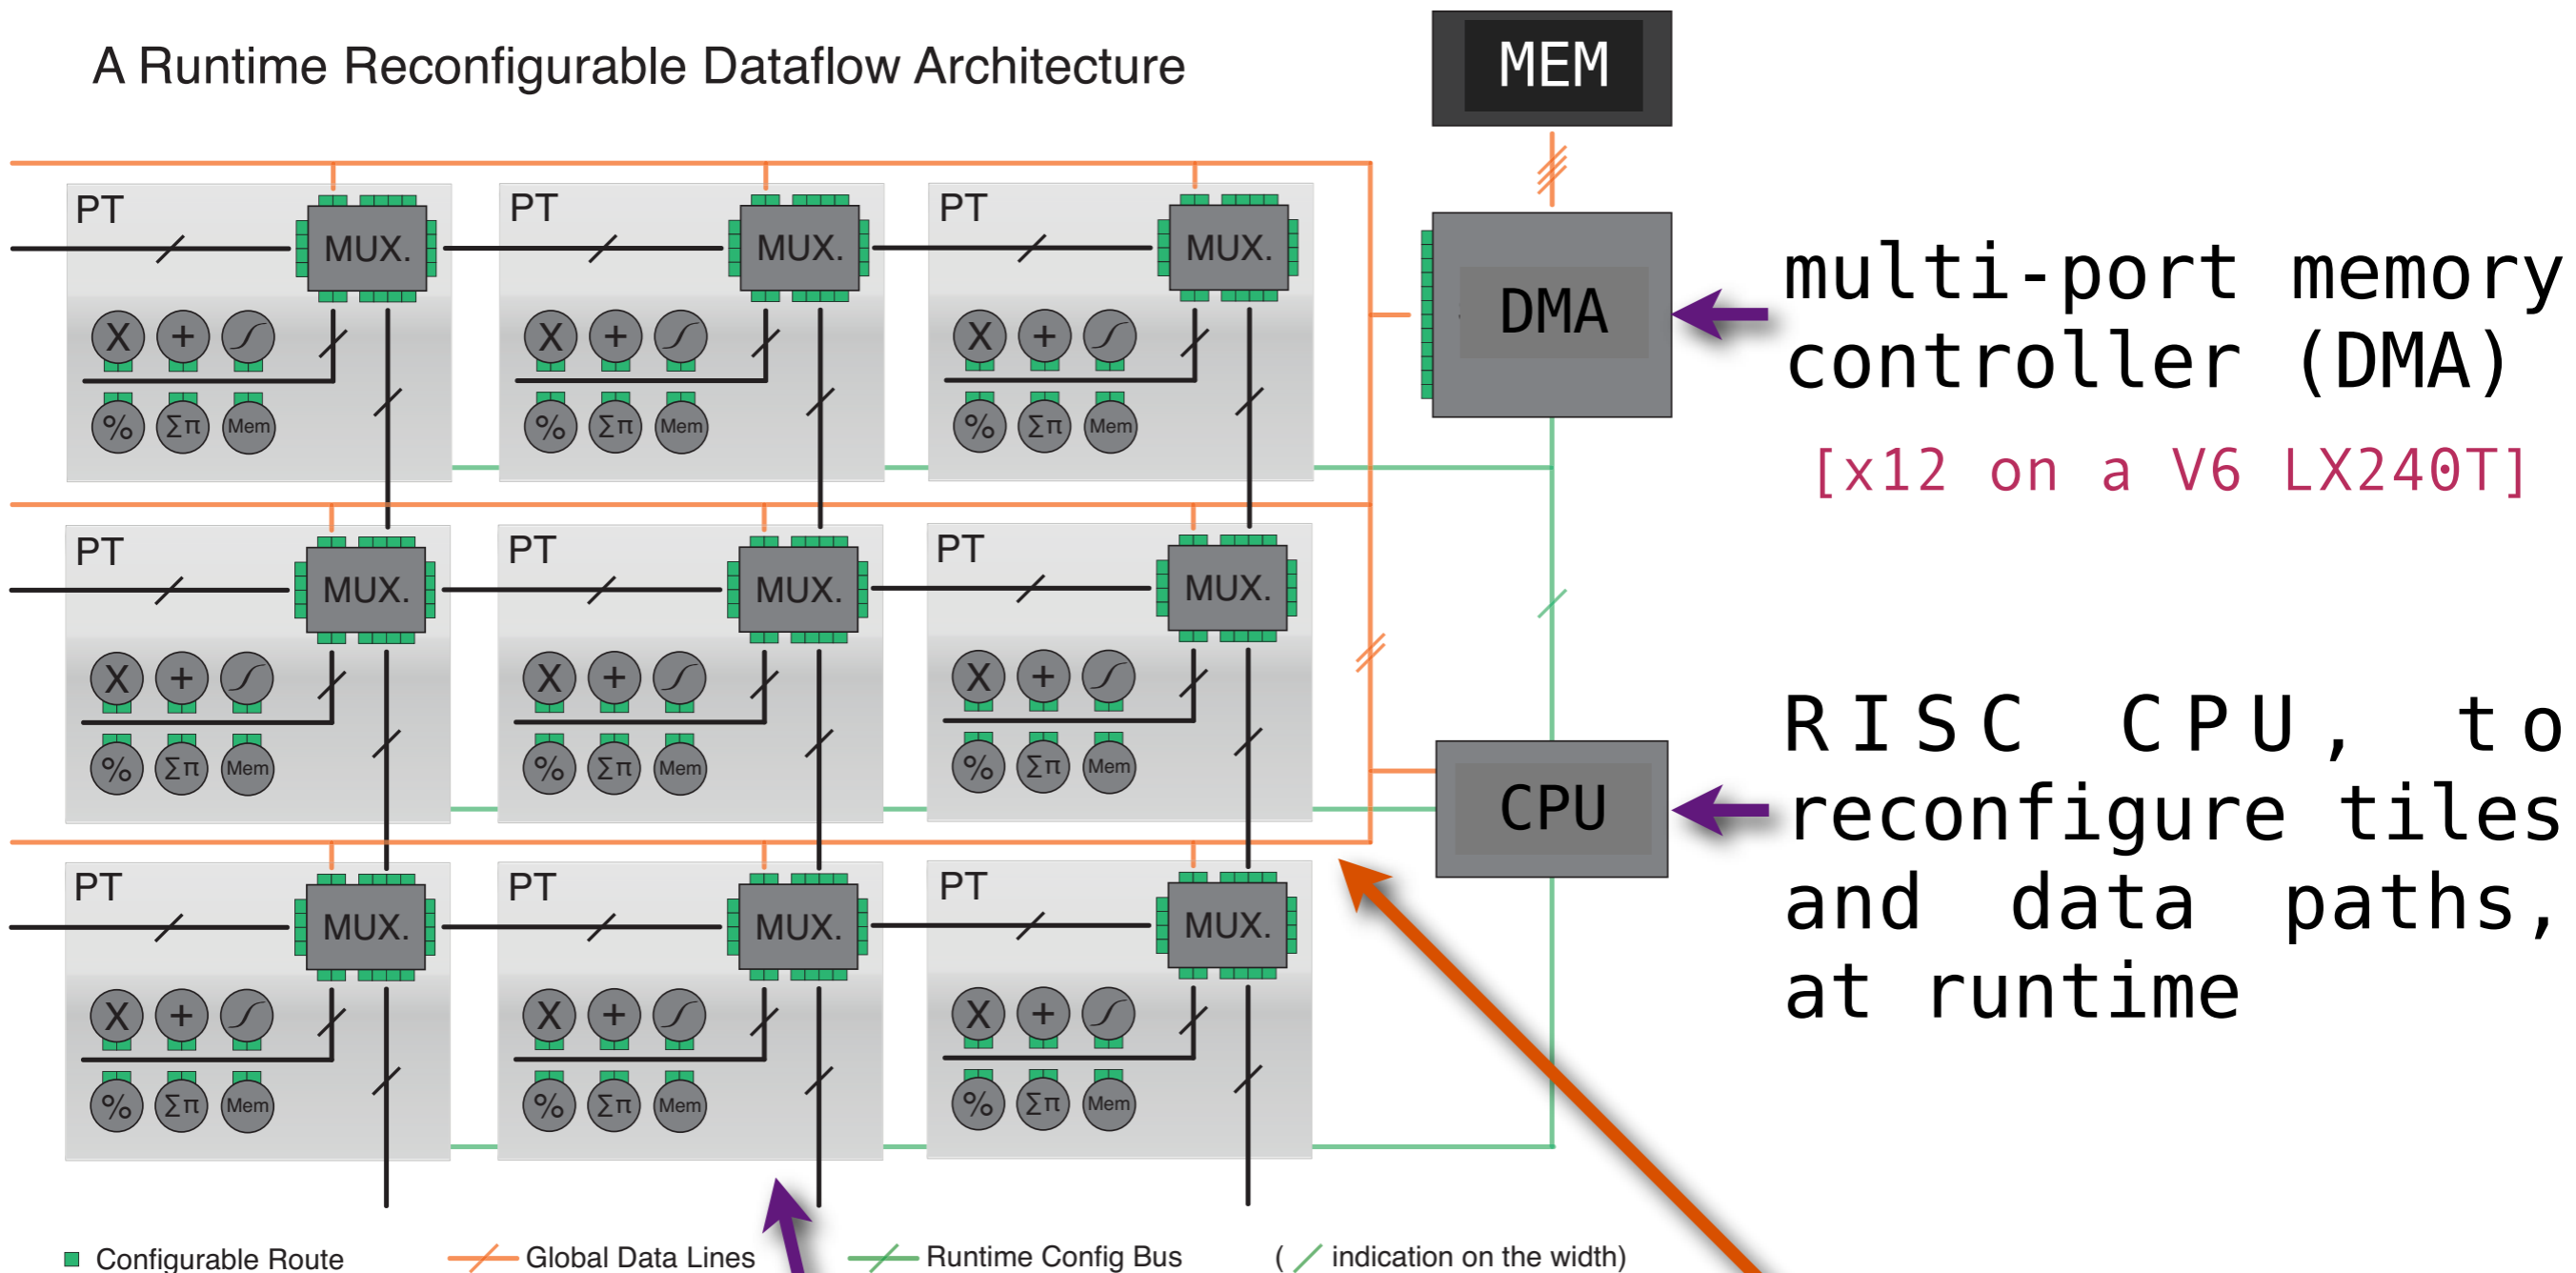 A Runtime Reconfigurable Dataflow Architecture
MEM
PT PT PT
MUX. MUX. MUX.
X + X + X +
% Σπ Mem % Σπ Mem % Σπ Mem
DMA
multi-port memory
controller (DMA)
[x12 on a V6 LX240T]
PT PT PT
MUX. MUX. MUX.
X + X + X +
% Σπ Mem % Σπ Mem % Σπ Mem
CPU
RISC CPU, to
reconfigure tiles
and data paths,
at runtime
PT PT PT
MUX. MUX. MUX.
X + X + X +
% Σπ Mem % Σπ Mem % Σπ Mem
Configurable Route Global Data Lines Runtime Config Bus ( indication on the width)